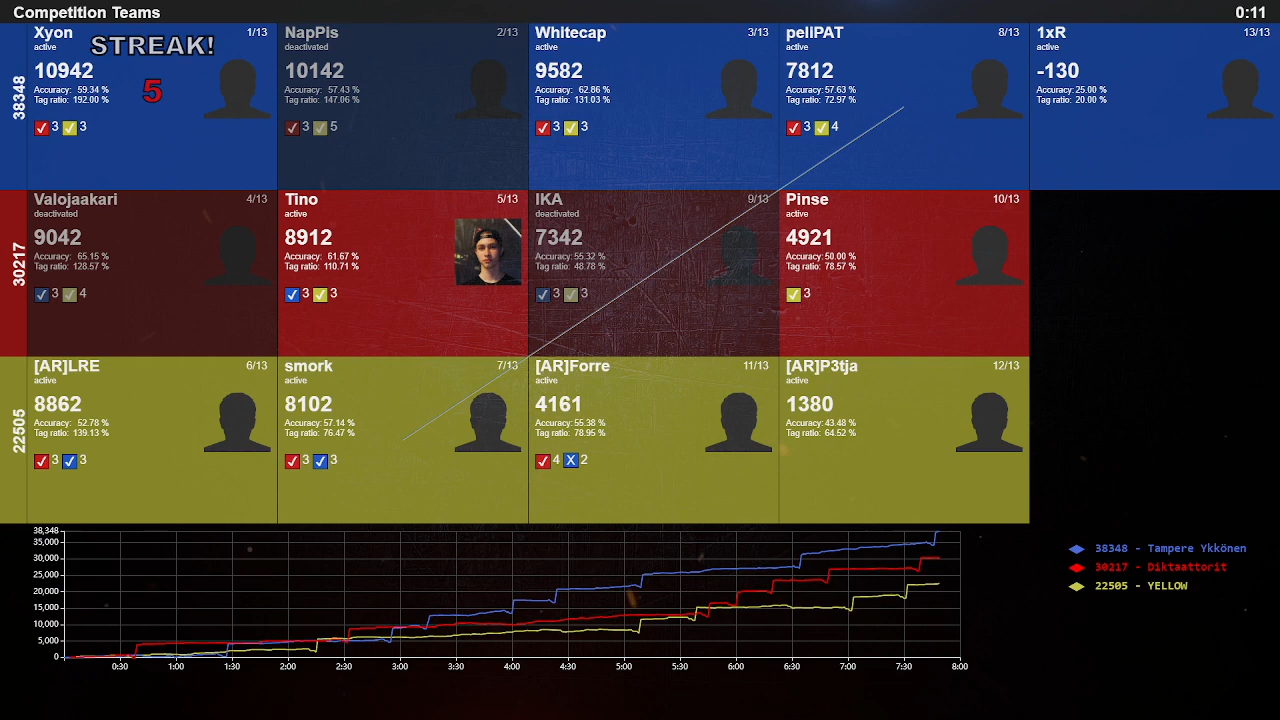 Competition Teams 0:11
38348
Xyon 1/13
active
STREAK!
5
10942
Accuracy: 59.34 %
Tag ratio: 192.00 %
3 3
NapPis 2/13
deactivated
10142
Accuracy: 57.43 %
Tag ratio: 147.06 %
3 5
Whitecap 3/13
active
9582
Accuracy: 62.86 %
Tag ratio: 131.03 %
3 3
peliPAT 8/13
active
7812
Accuracy: 57.63 %
Tag ratio: 72.97 %
3 4
1xR 13/13
active
-130
Accuracy: 25.00 %
Tag ratio: 20.00 %
30217
Valojaakari 4/13
deactivated
9042
Accuracy: 65.15 %
Tag ratio: 128.57 %
3 4
Tino 5/13
active
8912
Accuracy: 61.67 %
Tag ratio: 110.71 %
3 3
IKA 9/13
deactivated
7342
Accuracy: 55.32 %
Tag ratio: 48.78 %
3 3
Pinse 10/13
active
4921
Accuracy: 50.00 %
Tag ratio: 78.57 %
3
22505
[AR]LRE 6/13
active
8862
Accuracy: 52.78 %
Tag ratio: 139.13 %
3 3
smork 7/13
active
8102
Accuracy: 57.14 %
Tag ratio: 76.47 %
3 3
[AR]Forre 11/13
active
4161
Accuracy: 55.38 %
Tag ratio: 78.95 %
4 X 2
[AR]P3tja 12/13
active
1380
Accuracy: 43.48 %
Tag ratio: 64.52 %
38,348
35,000
30,000
25,000
20,000
15,000
10,000
5,000
0
0:30 1:00 1:30 2:00 2:30 3:00 3:30 4:00 4:30 5:00 5:30 6:00 6:30 7:00 7:30 8:00
38348 - Tampere Ykkönen
30217 - Diktaattorit
22505 - YELLOW